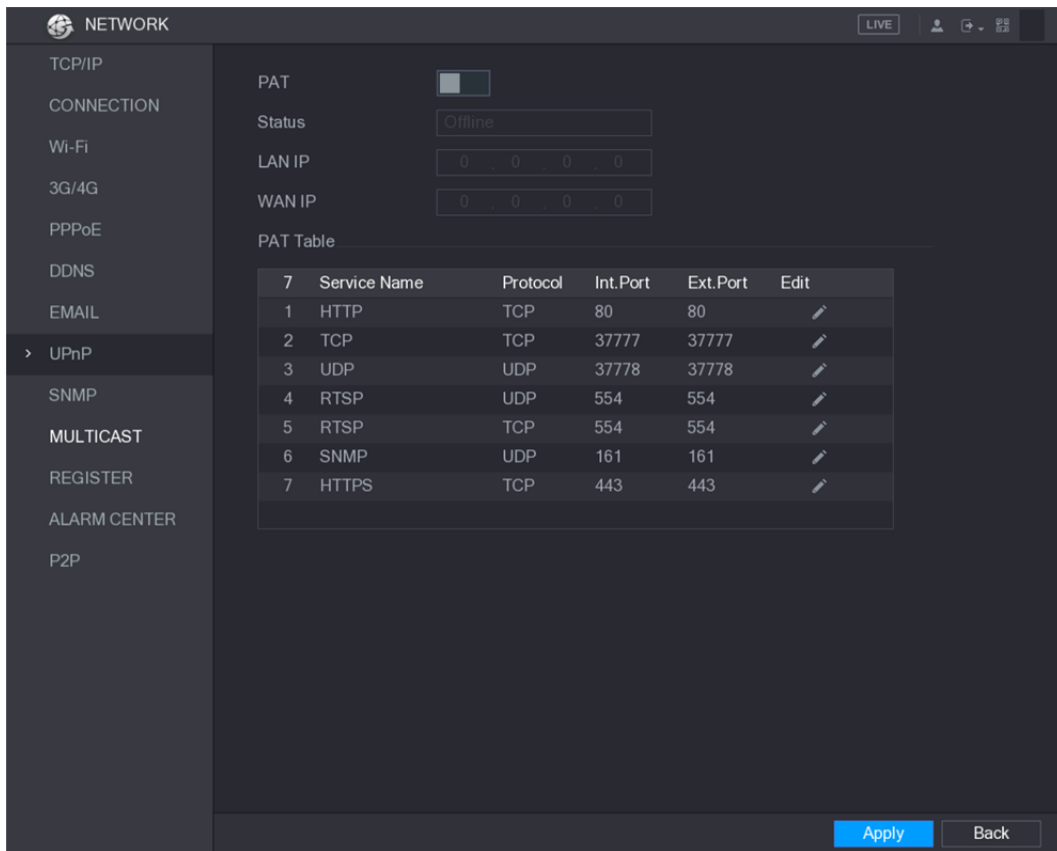 NETWORK
LIVE
TCP/IP
CONNECTION
Wi-Fi
3G/4G
PPPoE
DDNS
EMAIL
UPnP
SNMP
MULTICAST
REGISTER
ALARM CENTER
P2P
PAT
Status Offline
LAN IP 0 . 0 . 0 . 0
WAN IP 0 . 0 . 0 . 0
PAT Table
7 Service Name Protocol Int.Port Ext.Port Edit
1 HTTP TCP 80 80
2 TCP TCP 37777 37777
3 UDP UDP 37778 37778
4 RTSP UDP 554 554
5 RTSP TCP 554 554
6 SNMP UDP 161 161
7 HTTPS TCP 443 443
Apply Back